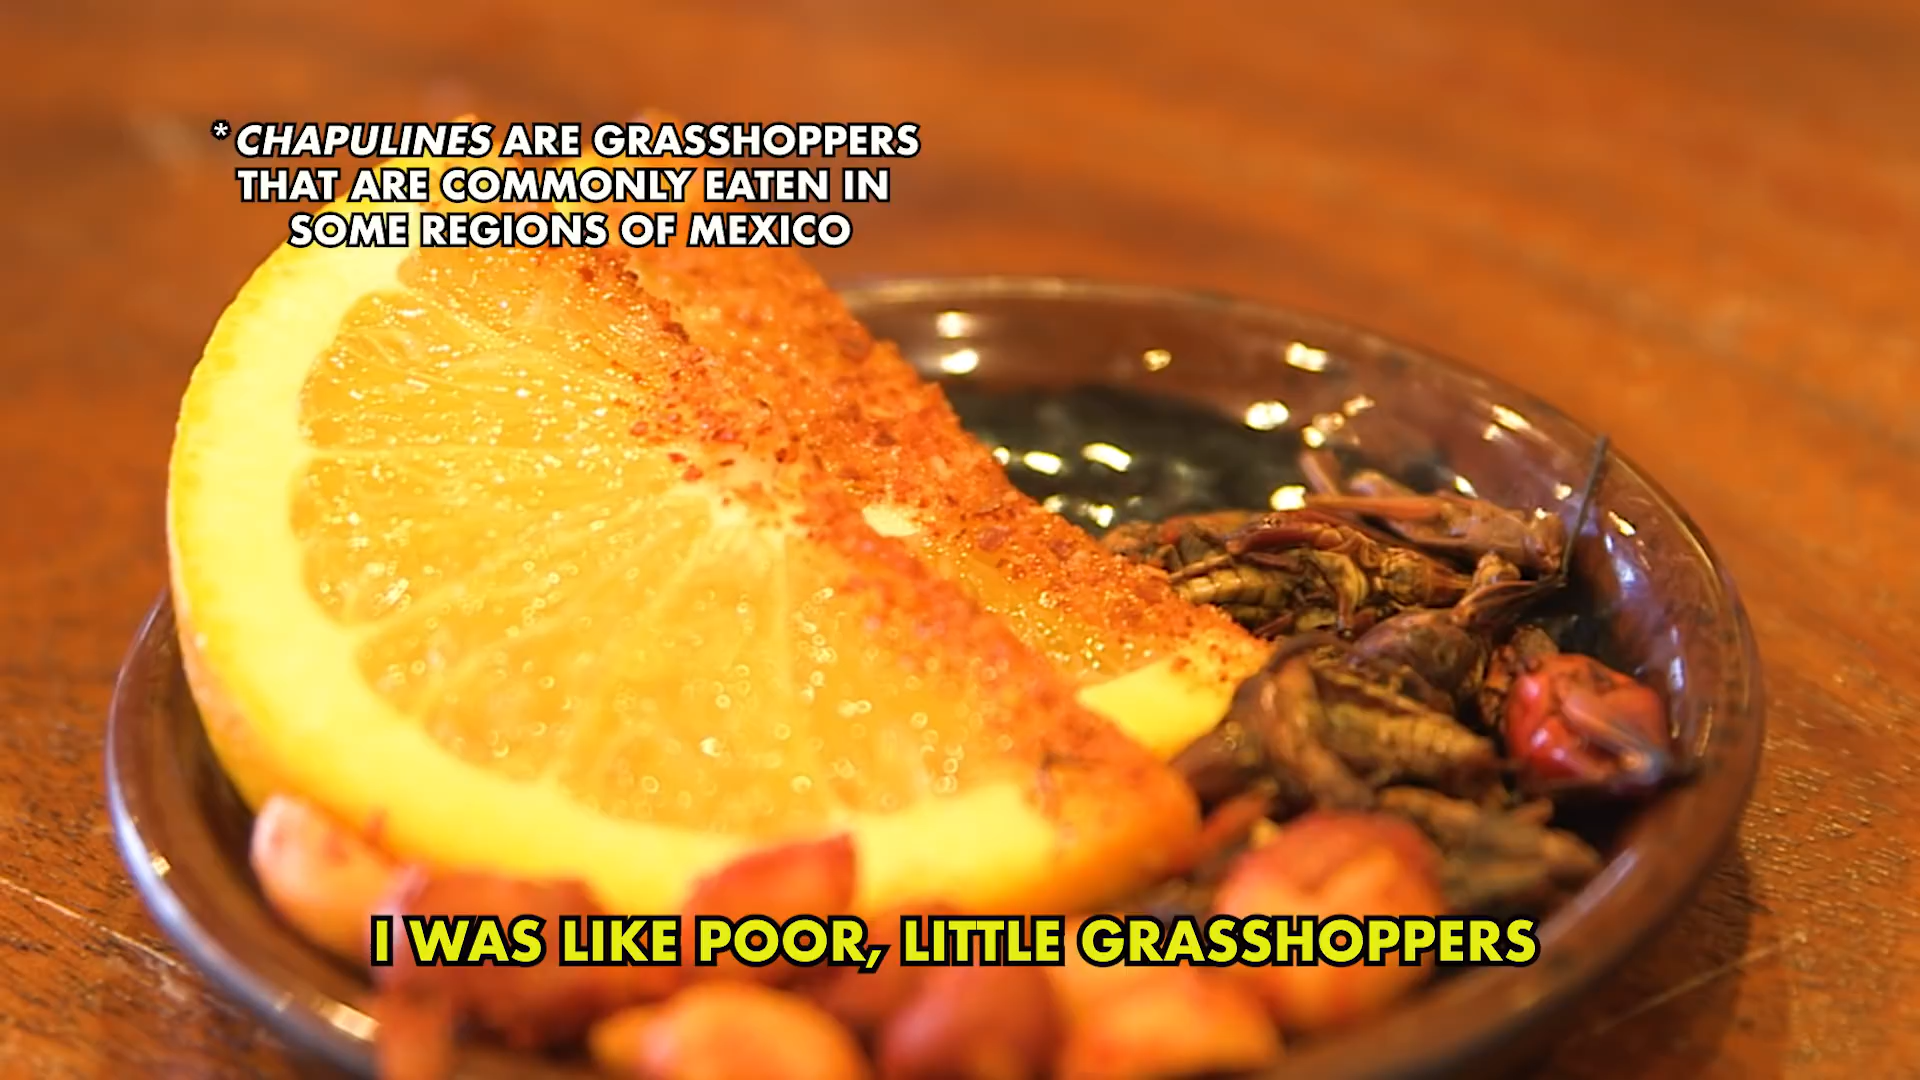 *CHAPULINES ARE GRASSHOPPERS
THAT ARE COMMONLY EATEN IN
SOME REGIONS OF MEXICO
I WAS LIKE POOR, LITTLE GRASSHOPPERS